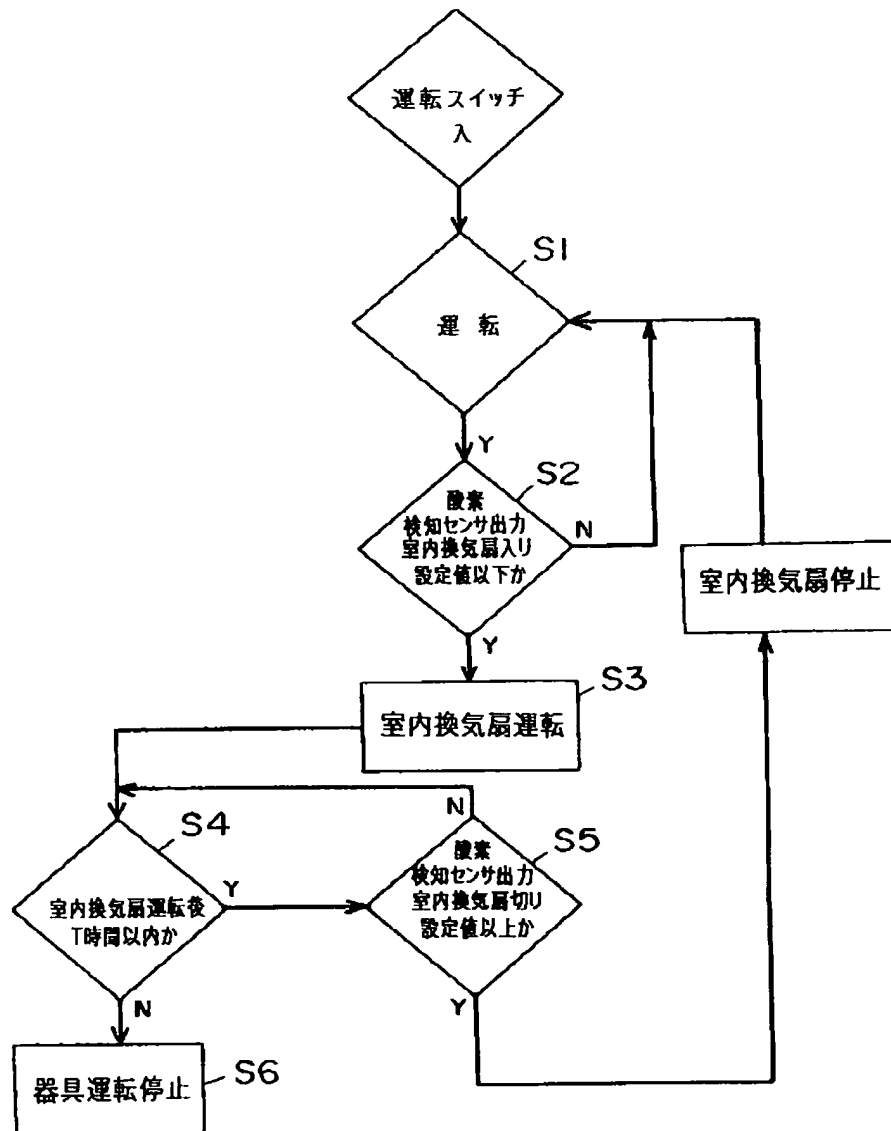 運転スイッチ
入
S1
運転
Y
S2
酸素
検知センサ出力
室内換気扇入り
設定値以下か
N
Y
室内換気扇停止
S3
室内換気扇運転
N
S4
室内換気扇運転後
T時間以内か
Y
S5
酸素
検知センサ出力
室内換気扇切り
設定値以上か
N
Y
器具運転停止
S6